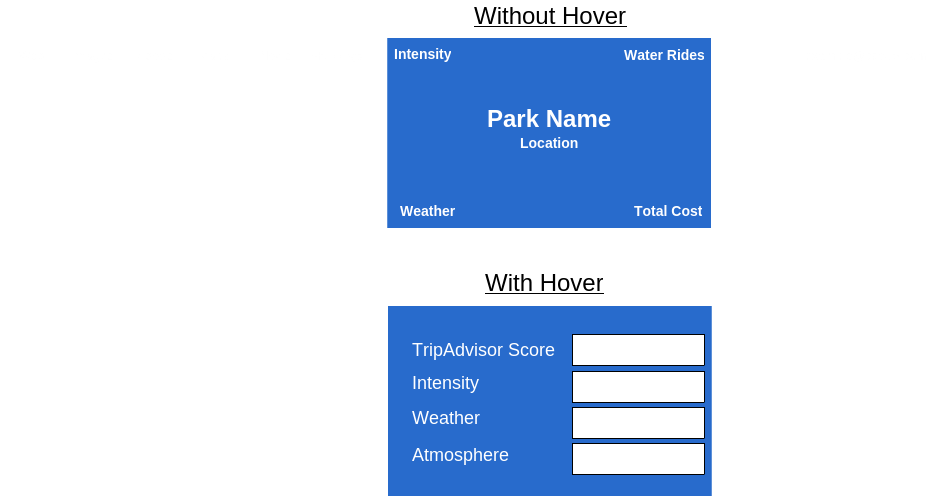 Without Hover
Intensity
Water Rides
Park Name
Location
Weather
Total Cost
With Hover
TripAdvisor Score
Intensity
Weather
Atmosphere